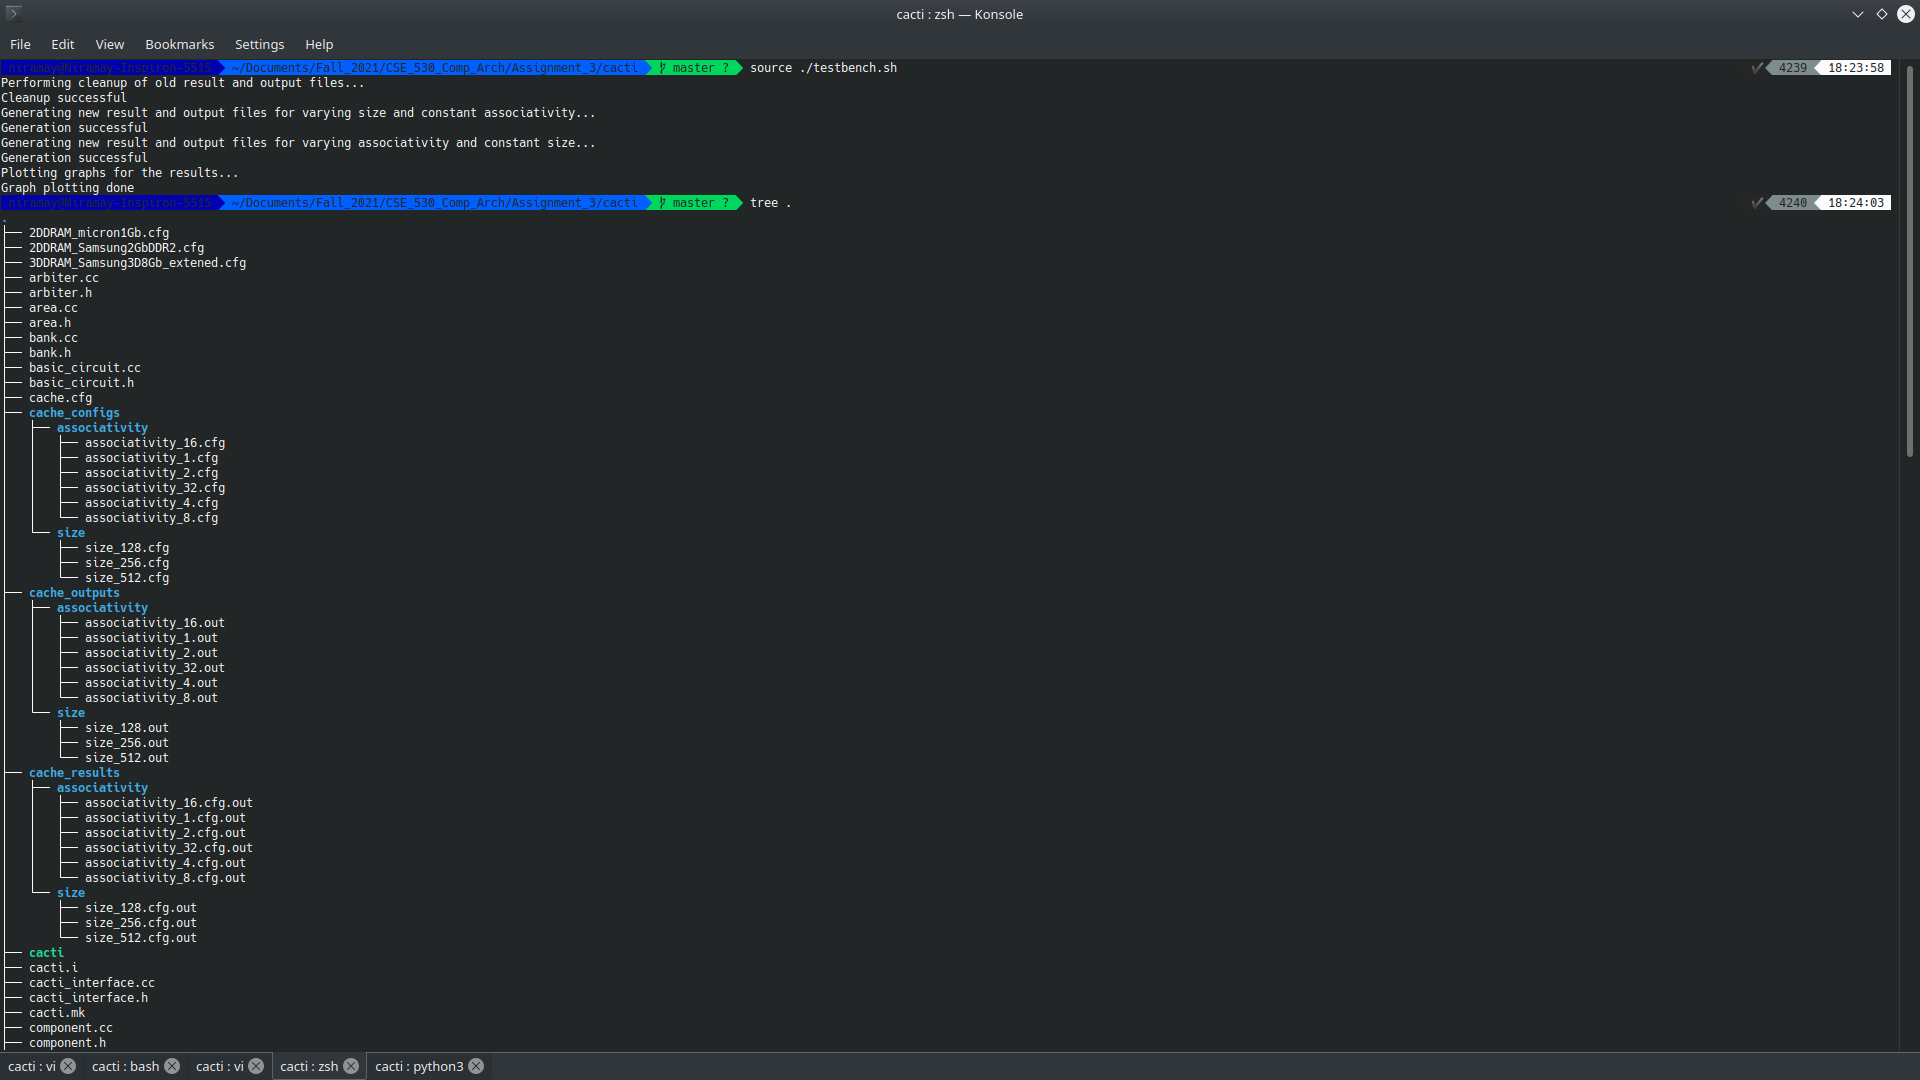 cacti : zsh — Konsole
File Edit View Bookmarks Settings Help
niramay@Niramay-Inspiron-5515 ~/Documents/Fall_2021/CSE_530_Comp_Arch/Assignment_3/cacti master ? source ./testbench.sh ✔ 4239 18:23:58
Performing cleanup of old result and output files...
Cleanup successful
Generating new result and output files for varying size and constant associativity...
Generation successful
Generating new result and output files for varying associativity and constant size...
Generation successful
Plotting graphs for the results...
Graph plotting done
niramay@Niramay-Inspiron-5515 ~/Documents/Fall_2021/CSE_530_Comp_Arch/Assignment_3/cacti master ? tree . ✔ 4240 18:24:03
.
├── 2DDRAM_micron1Gb.cfg
├── 2DDRAM_Samsung2GbDDR2.cfg
├── 3DDRAM_Samsung3D8Gb_extened.cfg
├── arbiter.cc
├── arbiter.h
├── area.cc
├── area.h
├── bank.cc
├── bank.h
├── basic_circuit.cc
├── basic_circuit.h
├── cache.cfg
├── cache_configs
│   ├── associativity
│   │   ├── associativity_16.cfg
│   │   ├── associativity_1.cfg
│   │   ├── associativity_2.cfg
│   │   ├── associativity_32.cfg
│   │   ├── associativity_4.cfg
│   │   └── associativity_8.cfg
│   └── size
│       ├── size_128.cfg
│       ├── size_256.cfg
│       └── size_512.cfg
├── cache_outputs
│   ├── associativity
│   │   ├── associativity_16.out
│   │   ├── associativity_1.out
│   │   ├── associativity_2.out
│   │   ├── associativity_32.out
│   │   ├── associativity_4.out
│   │   └── associativity_8.out
│   └── size
│       ├── size_128.out
│       ├── size_256.out
│       └── size_512.out
├── cache_results
│   ├── associativity
│   │   ├── associativity_16.cfg.out
│   │   ├── associativity_1.cfg.out
│   │   ├── associativity_2.cfg.out
│   │   ├── associativity_32.cfg.out
│   │   ├── associativity_4.cfg.out
│   │   └── associativity_8.cfg.out
│   └── size
│       ├── size_128.cfg.out
│       ├── size_256.cfg.out
│       └── size_512.cfg.out
├── cacti
├── cacti.i
├── cacti_interface.cc
├── cacti_interface.h
├── cacti.mk
├── component.cc
├── component.h
cacti : vi cacti : bash cacti : vi cacti : zsh cacti : python3